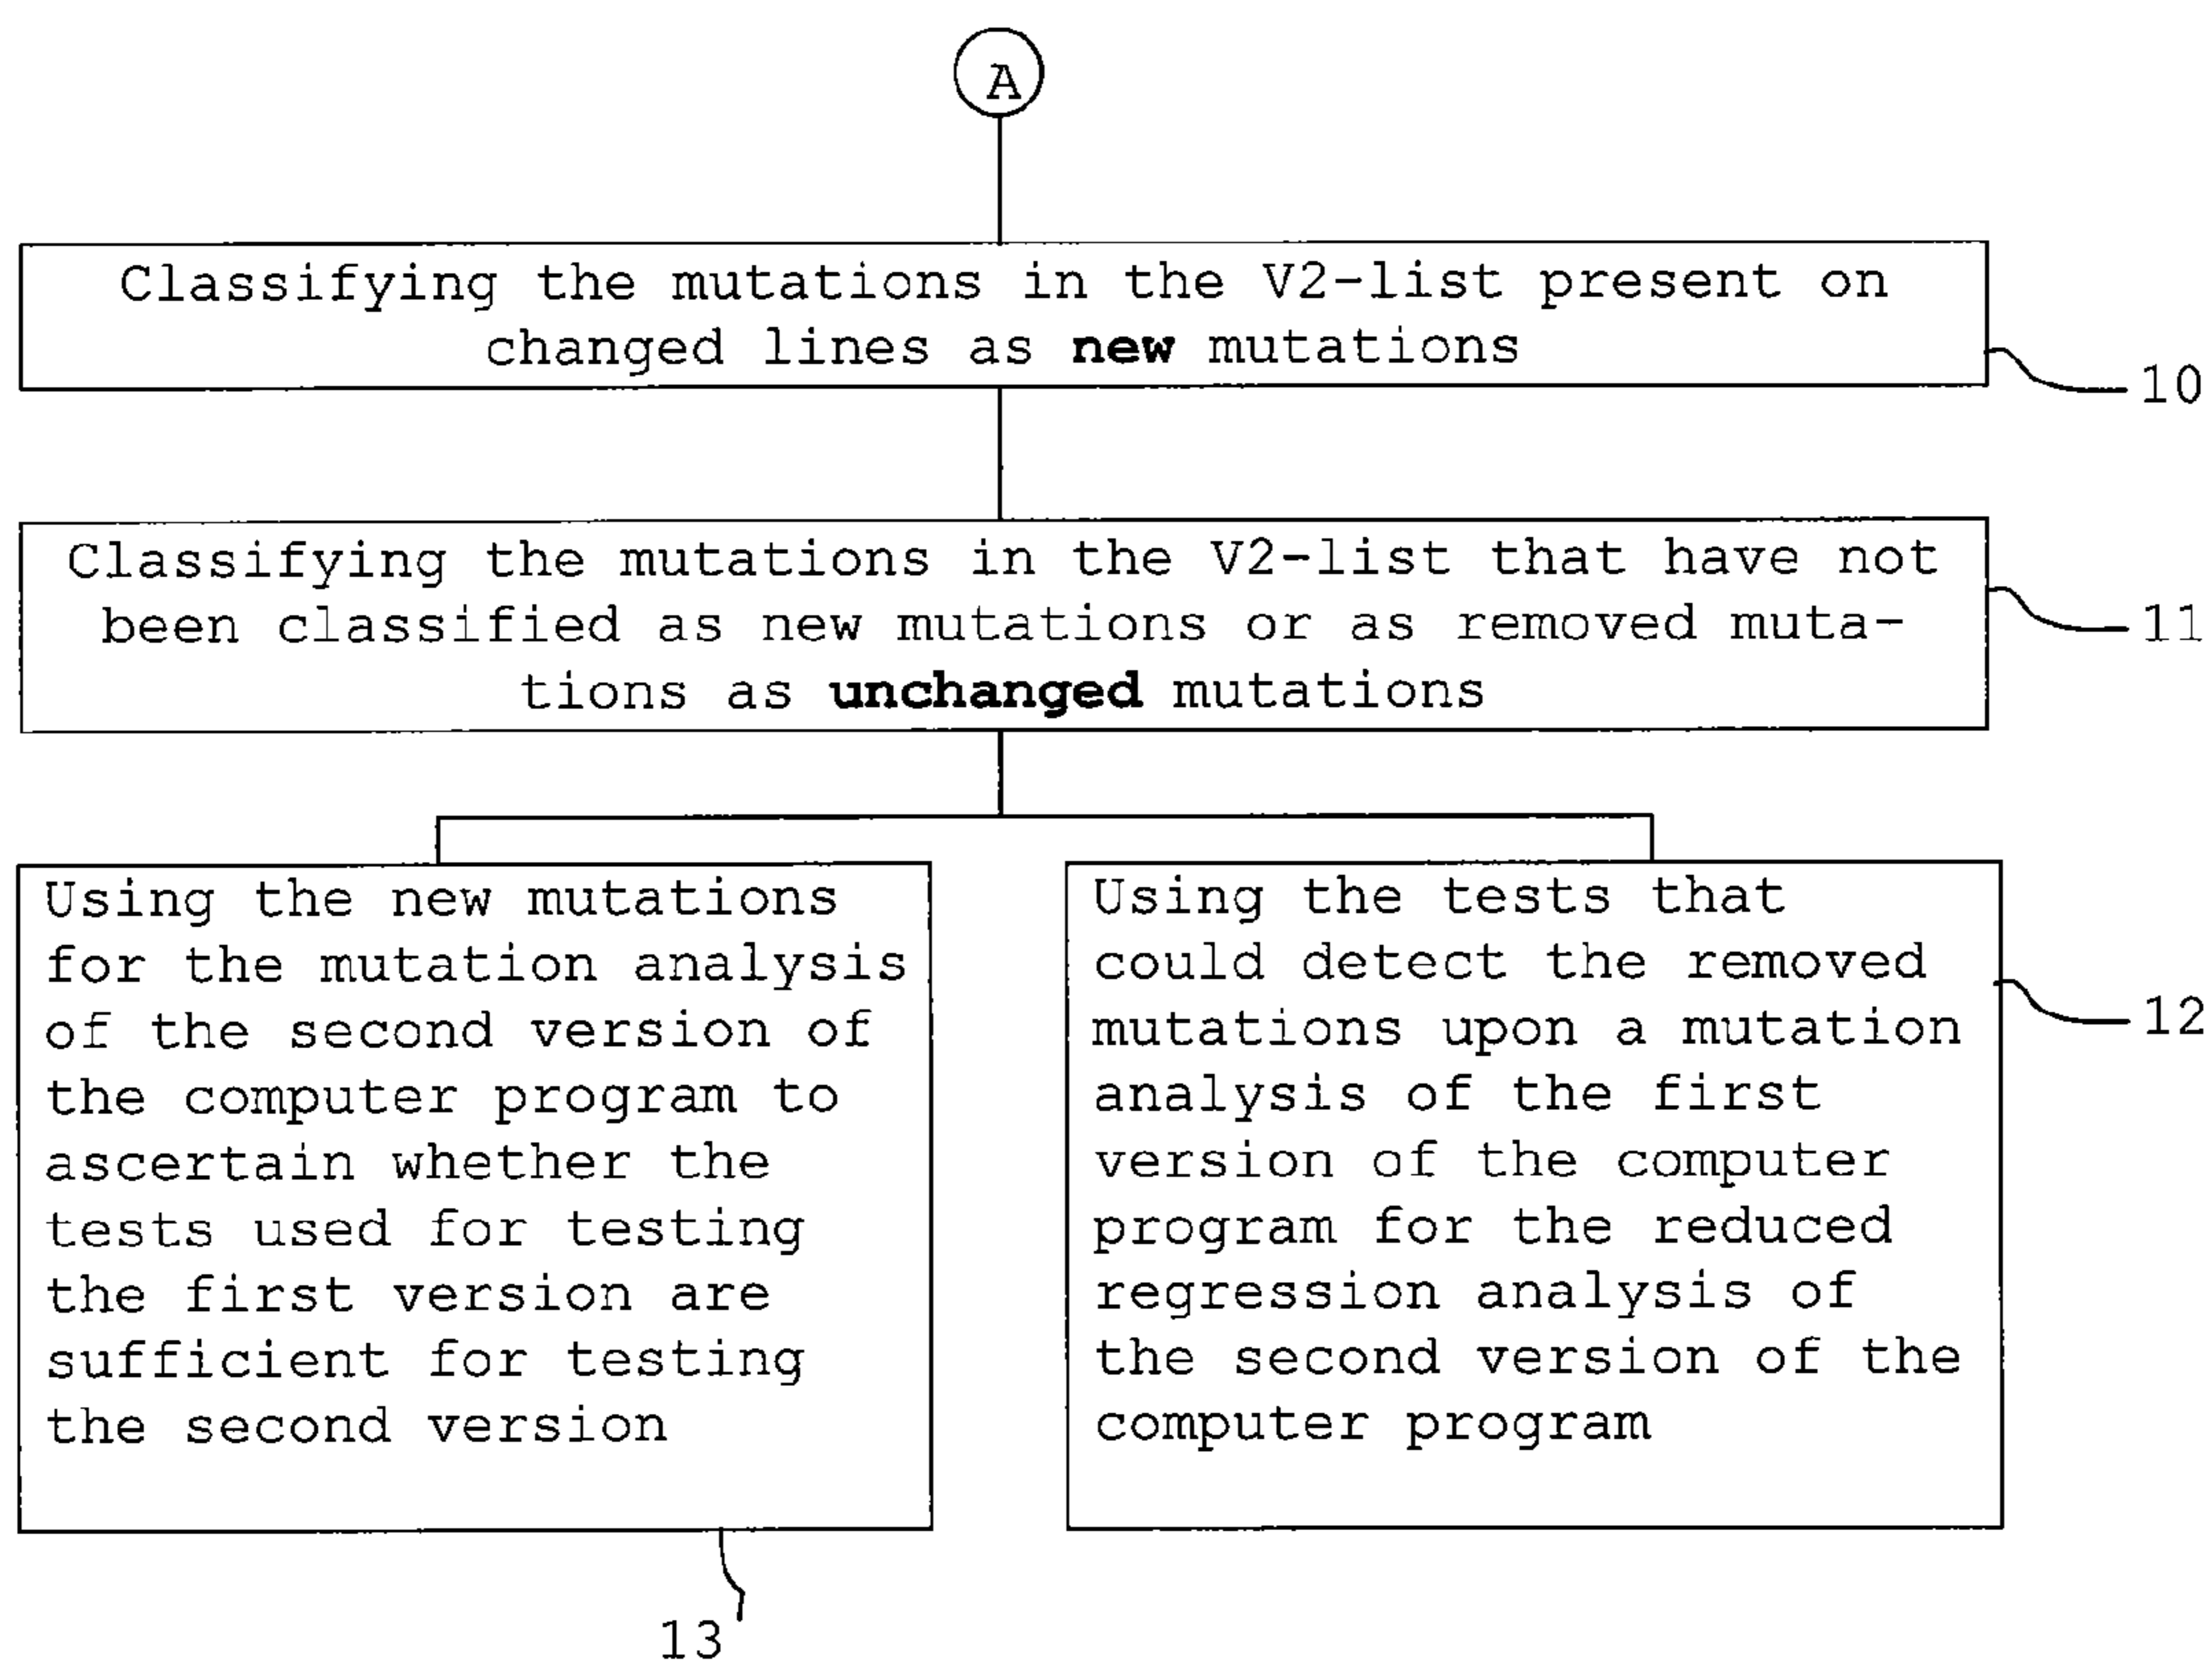 A
Classifying the mutations in the V2-list present on
changed lines as new mutations
10
Classifying the mutations in the V2-list that have not
been classified as new mutations or as removed muta-
tions as unchanged mutations
11
Using the new mutations
for the mutation analysis
of the second version of
the computer program to
ascertain whether the
tests used for testing
the first version are
sufficient for testing
the second version
13
Using the tests that
could detect the removed
mutations upon a mutation
analysis of the first
version of the computer
program for the reduced
regression analysis of
the second version of the
computer program
12